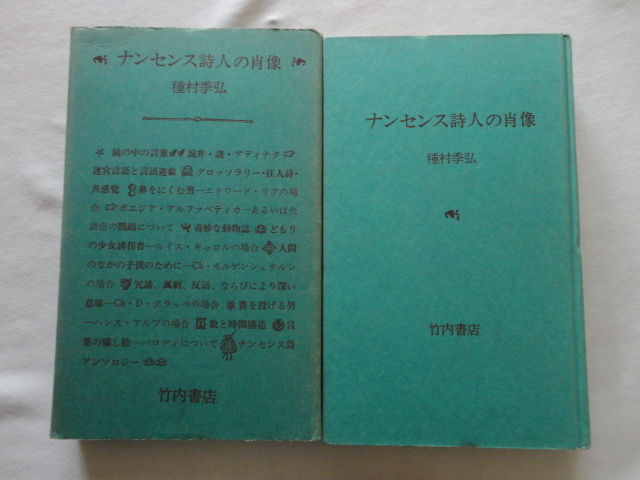 ナンセンス詩人の肖像
種村季弘
鏡の中の言葉 詭弁・謎・アディナタ
迷宮言語と言語遊戯 グロッソラリー・狂人詩・
共感覚 鼻をにくむ男―エドワード・リアの場
合 ポエジア・アルファベティカ―あるいは失
語症の鸚鵡について 奇妙な動物誌 どもり
の少女誘拐者―ルイス・キャロルの場合 人間
のなかの子供のために―Ch・モルゲンシュテルン
の場合 冗談、諷刺、反語、ならびにより深い
意味―Ch・D・グラッベの場合 賽を投げる男
―ハンス・アルプの場合 数と時間構造 言
葉の騙し絵―パロディについて ナンセンス詩
アンソロジー
竹内書店
ナンセンス詩人の肖像
種村季弘
竹内書店